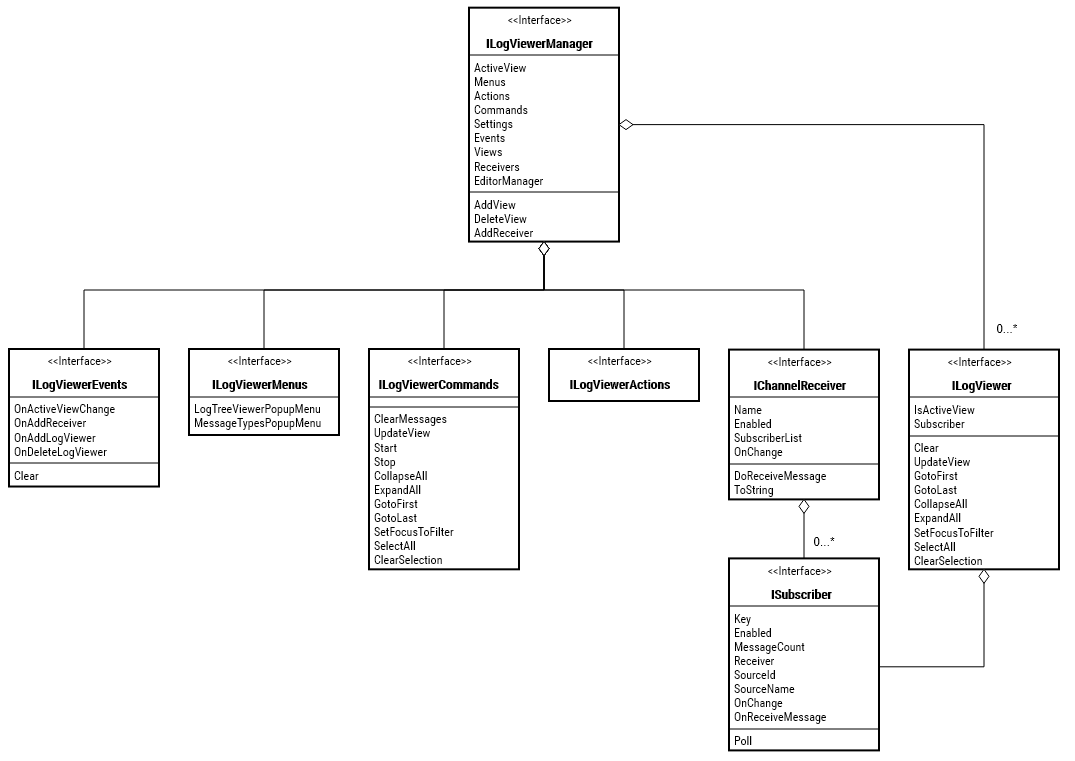 <<Interface>>
ILogViewerManager
ActiveView
Menus
Actions
Commands
Settings
Events
Views
Receivers
EditorManager
AddView
DeleteView
AddReceiver
0...*
<<Interface>>
ILogViewerEvents
OnActiveViewChange
OnAddReceiver
OnAddLogViewer
OnDeleteLogViewer
Clear
<<Interface>>
ILogViewerMenus
LogTreeViewerPopupMenu
MessageTypesPopupMenu
<<Interface>>
ILogViewerCommands
ClearMessages
UpdateView
Start
Stop
CollapseAll
ExpandAll
GotoFirst
GotoLast
SetFocusToFilter
SelectAll
ClearSelection
<<Interface>>
ILogViewerActions
<<Interface>>
IChannelReceiver
Name
Enabled
SubscriberList
OnChange
DoReceiveMessage
ToString
<<Interface>>
ILogViewer
IsActiveView
Subscriber
Clear
UpdateView
GotoFirst
GotoLast
CollapseAll
ExpandAll
SetFocusToFilter
SelectAll
ClearSelection
0...*
<<Interface>>
ISubscriber
Key
Enabled
MessageCount
Receiver
SourceId
SourceName
OnChange
OnReceiveMessage
Poll